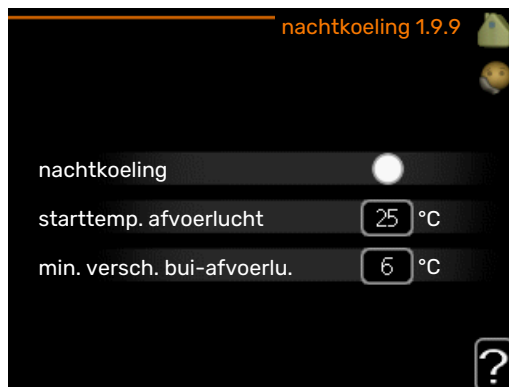 nachtkoeling 1.9.9
nachtkoeling
starttemp. afvoerlucht 25 °C
min. versch. bui-afvoerlu. 6 °C
?